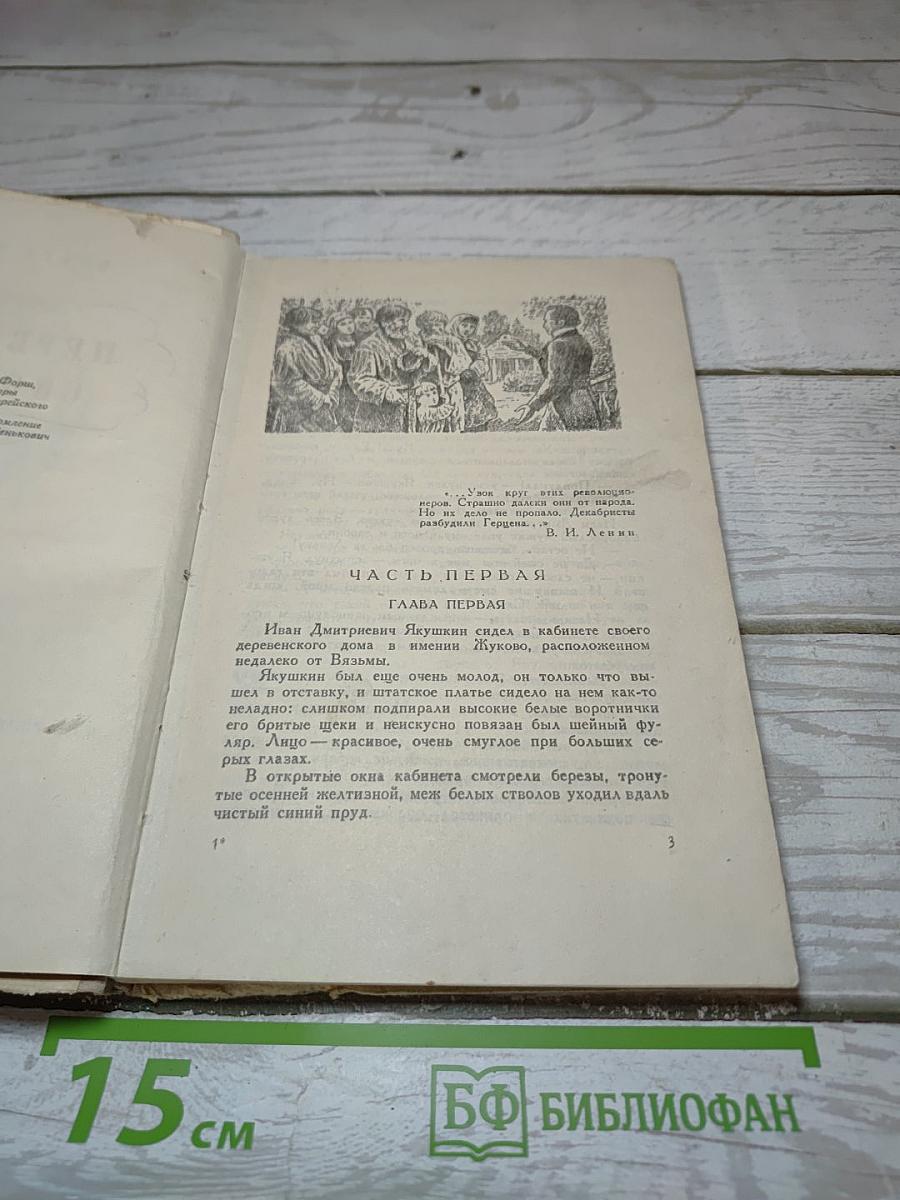 Форш,
рейского
«...Узок круг этих революцио-
неров. Страшно далеки они от народа.
Но их дело не пропало. Декабристы
разбудили Герцена...»
В. И. Ленин
ЧАСТЬ ПЕРВАЯ
ГЛАВА ПЕРВАЯ
Иван Дмитриевич Якушкин сидел в кабинете своего
деревенского дома в имении Жуково, расположенном
недалеко от Вязьмы.
Якушкин был еще очень молод, он только что вы-
шел в отставку, и штатское платье сидело на нем как-то
неладно: слишком подпирали высокие белые воротнички
его бритые щеки и неискусно повязан был шейный фу-
ляр. Лицо — красивое, очень смуглое при больших се-
рых глазах.
В открытые окна кабинета смотрели березы, трону-
тые осенней желтизной, меж белых стволов уходил вдаль
чистый синий пруд.
1* 3
15 см
БФ БИБЛИОФАН